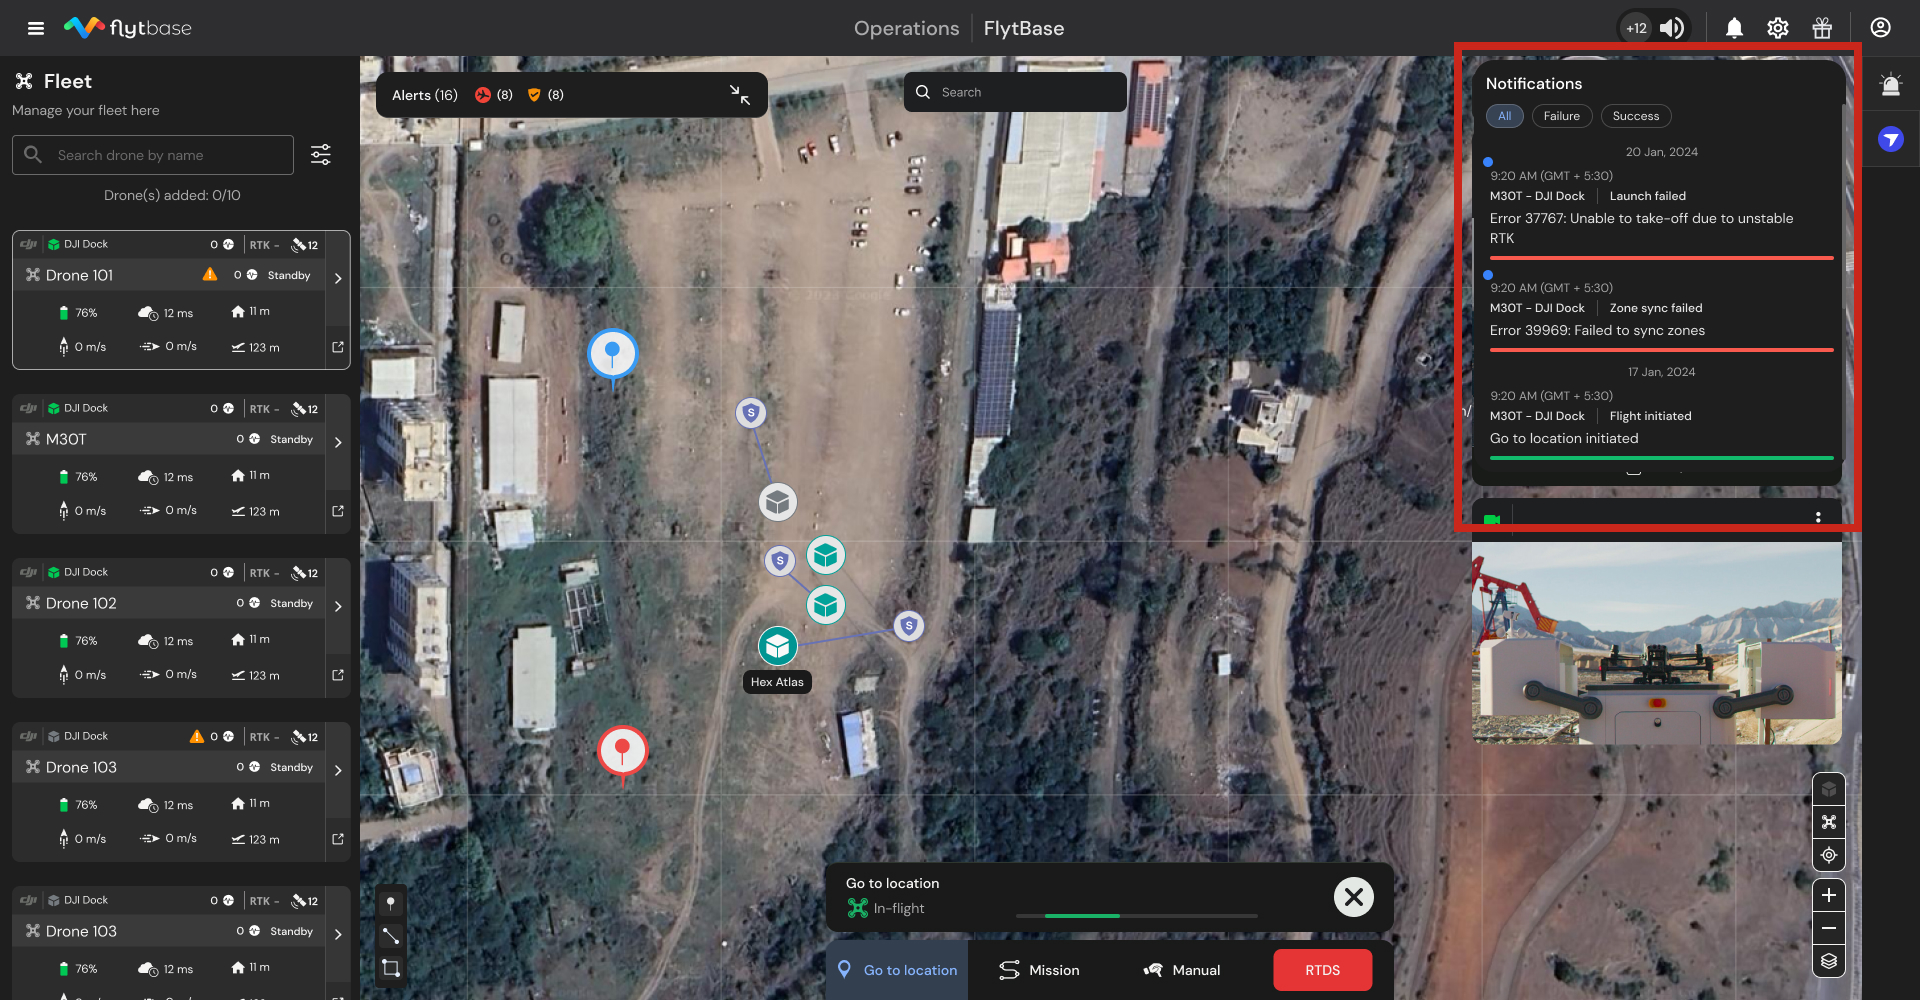 flytbase
Operations
FlytBase
+12
Fleet
Manage your fleet here
Search drone by name
Drone(s) added: 0/10
DJI DJI Dock 0 RTK - 12
Drone 101 0 Standby
76% 12 ms 11 m
0 m/s 0 m/s 123 m
DJI DJI Dock 0 RTK - 12
M30T 0 Standby
76% 12 ms 11 m
0 m/s 0 m/s 123 m
DJI DJI Dock 0 RTK - 12
Drone 102 0 Standby
76% 12 ms 11 m
0 m/s 0 m/s 123 m
DJI DJI Dock 0 RTK - 12
Drone 103 0 Standby
76% 12 ms 11 m
0 m/s 0 m/s 123 m
DJI DJI Dock 0 RTK - 12
Drone 103 0 Standby
76% 12 ms 11 m
Alerts (16) (8) (8)
Search
S
S
S
Hex Atlas
Notifications
All Failure Success
20 Jan, 2024
9:20 AM (GMT + 5:30)
M30T - DJI Dock Launch failed
Error 37767: Unable to take-off due to unstable
RTK
9:20 AM (GMT + 5:30)
M30T - DJI Dock Zone sync failed
Error 39969: Failed to sync zones
17 Jan, 2024
9:20 AM (GMT + 5:30)
M30T - DJI Dock Flight initiated
Go to location initiated
Go to location
In-flight
Go to location Mission Manual RTDS